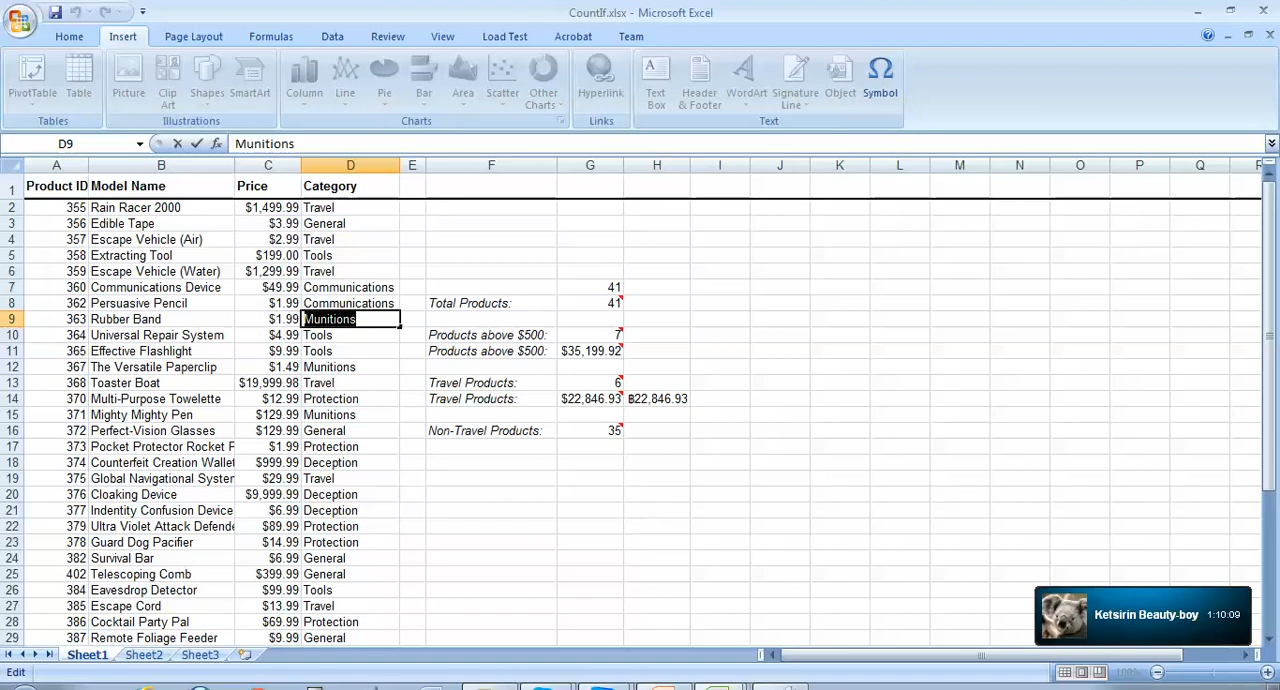 CountIf.xlsx - Microsoft Excel
Home Insert Page Layout Formulas Data Review View Load Test Acrobat Team
PivotTable Table Picture Clip Art Shapes SmartArt Column Line Pie Bar Area Scatter Other Charts Hyperlink Text Box Header & Footer WordArt Signature Line Object Symbol
Tables Illustrations Charts Links Text
D9 fx Munitions
A B C D E F G H I J K L M N O P Q
1 Product ID Model Name Price Category
2 355 Rain Racer 2000 $1,499.99 Travel
3 356 Edible Tape $3.99 General
4 357 Escape Vehicle (Air) $2.99 Travel
5 358 Extracting Tool $199.00 Tools
6 359 Escape Vehicle (Water) $1,299.99 Travel
7 360 Communications Device $49.99 Communications 41
8 362 Persuasive Pencil $1.99 Communications Total Products: 41
9 363 Rubber Band $1.99 Munitions
10 364 Universal Repair System $4.99 Tools Products above $500: 7
11 365 Effective Flashlight $9.99 Tools Products above $500: $35,199.92
12 367 The Versatile Paperclip $1.49 Munitions
13 368 Toaster Boat $19,999.98 Travel Travel Products: 6
14 370 Multi-Purpose Towelette $12.99 Protection Travel Products: $22,846.93 ฿22,846.93
15 371 Mighty Mighty Pen $129.99 Munitions
16 372 Perfect-Vision Glasses $129.99 General Non-Travel Products: 35
17 373 Pocket Protector Rocket P $1.99 Protection
18 374 Counterfeit Creation Wallet $999.99 Deception
19 375 Global Navigational System $29.99 Travel
20 376 Cloaking Device $9,999.99 Deception
21 377 Indentity Confusion Device $6.99 Deception
22 379 Ultra Violet Attack Defende $89.99 Protection
23 378 Guard Dog Pacifier $14.99 Protection
24 382 Survival Bar $6.99 General
25 402 Telescoping Comb $399.99 General
26 384 Eavesdrop Detector $99.99 Tools
27 385 Escape Cord $13.99 Travel
28 386 Cocktail Party Pal $69.99 Protection
29 387 Remote Foliage Feeder $9.99 General
Ketsirin Beauty-boy 1:10:09
Sheet1 Sheet2 Sheet3
Edit 100%